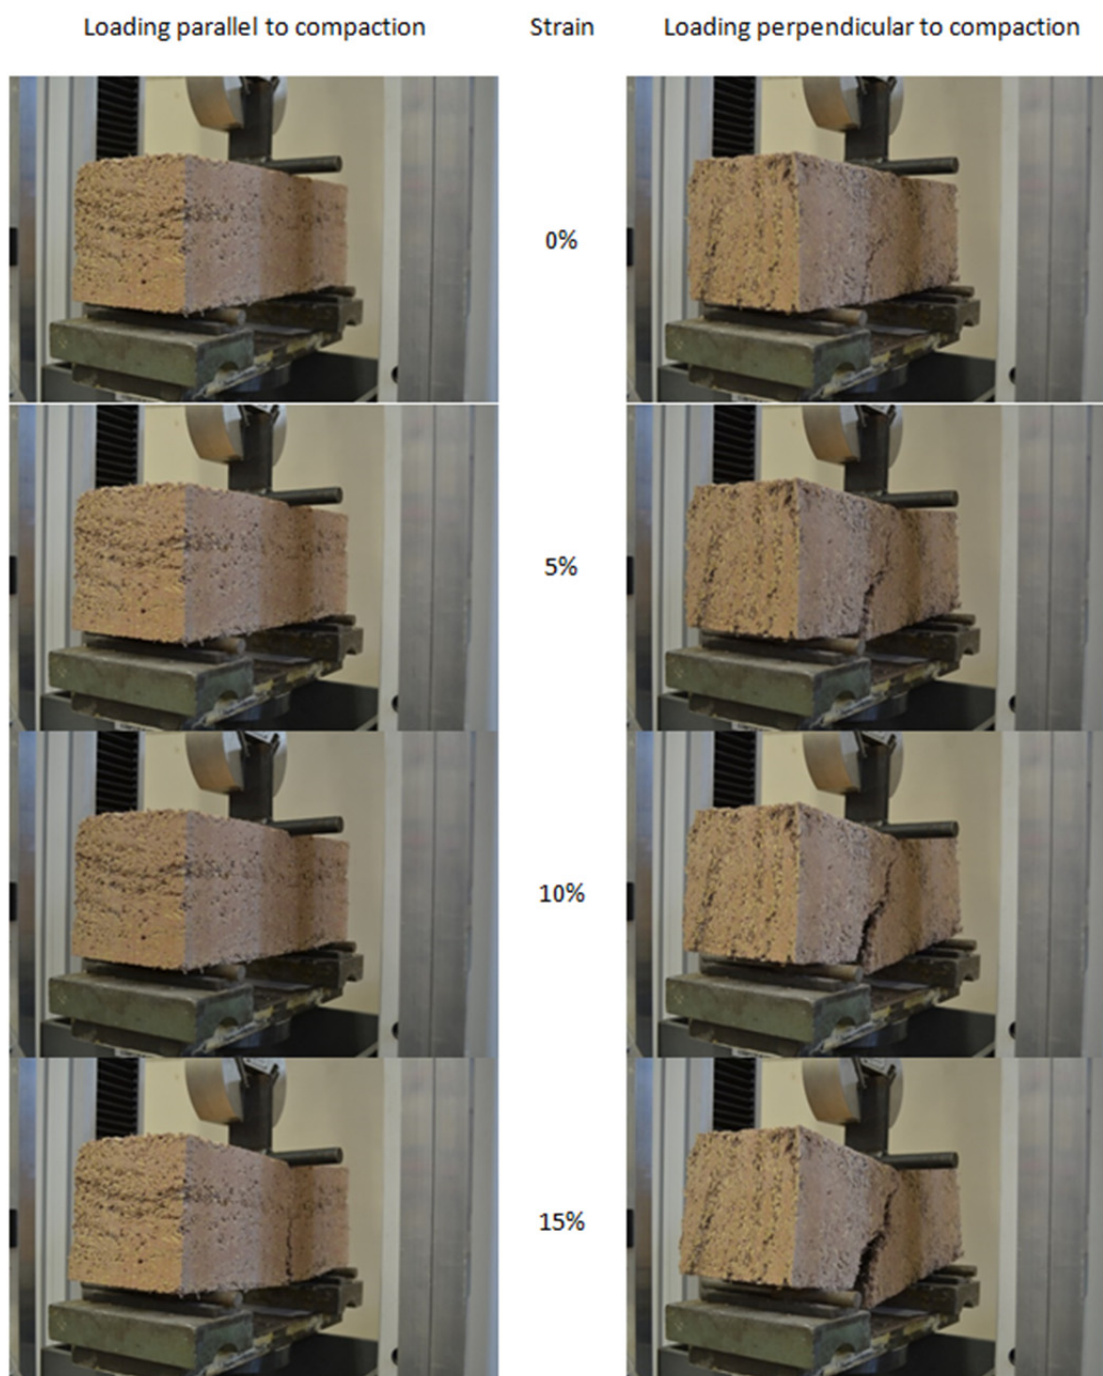 Loading parallel to compaction Strain Loading perpendicular to compaction
0%
5%
10%
15%